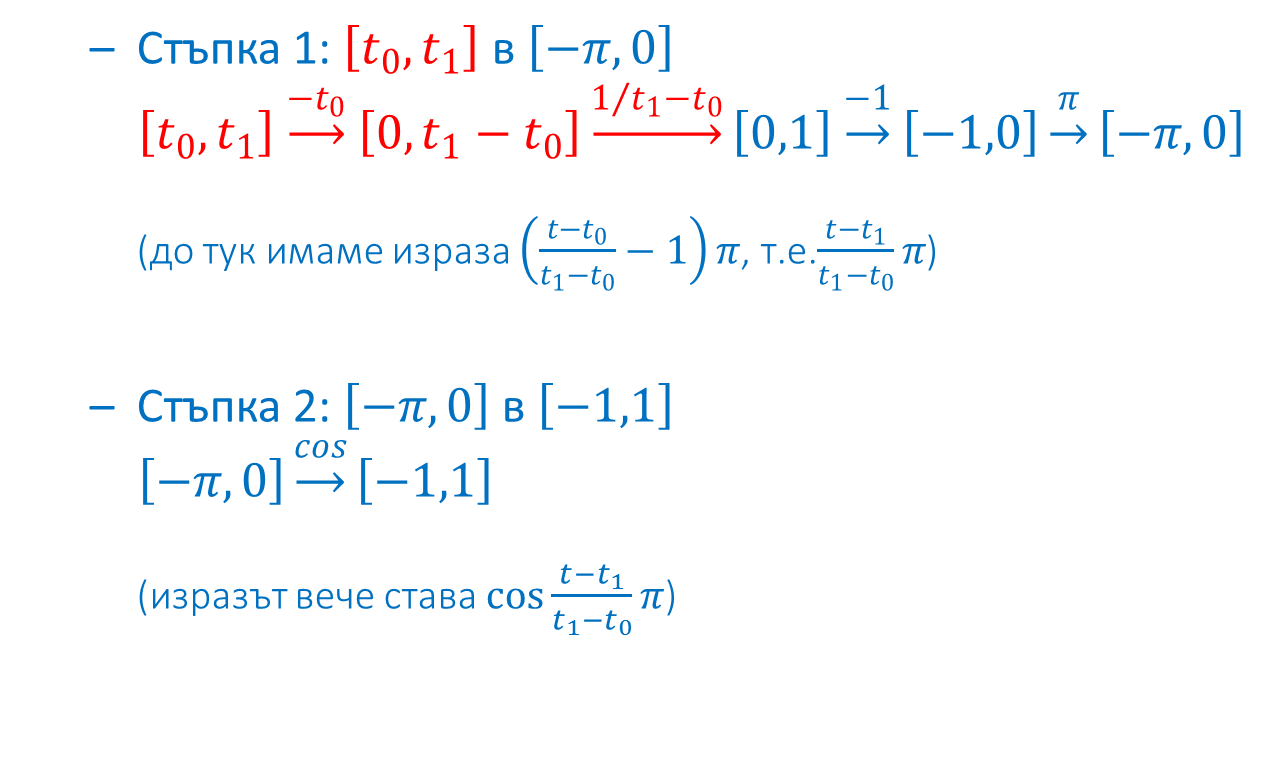 – Стъпка 1: [t₀, t₁] в [−π, 0]
[t₀, t₁] −t₀→ [0, t₁ − t₀] 1/t₁−t₀→ [0,1] −1→ [−1,0] π→ [−π, 0]
(до тук имаме израза ((t−t₀)/(t₁−t₀) − 1) π, т.е. (t−t₁)/(t₁−t₀) π)
– Стъпка 2: [−π, 0] в [−1,1]
[−π, 0] cos→ [−1,1]
(изразът вече става cos (t−t₁)/(t₁−t₀) π)